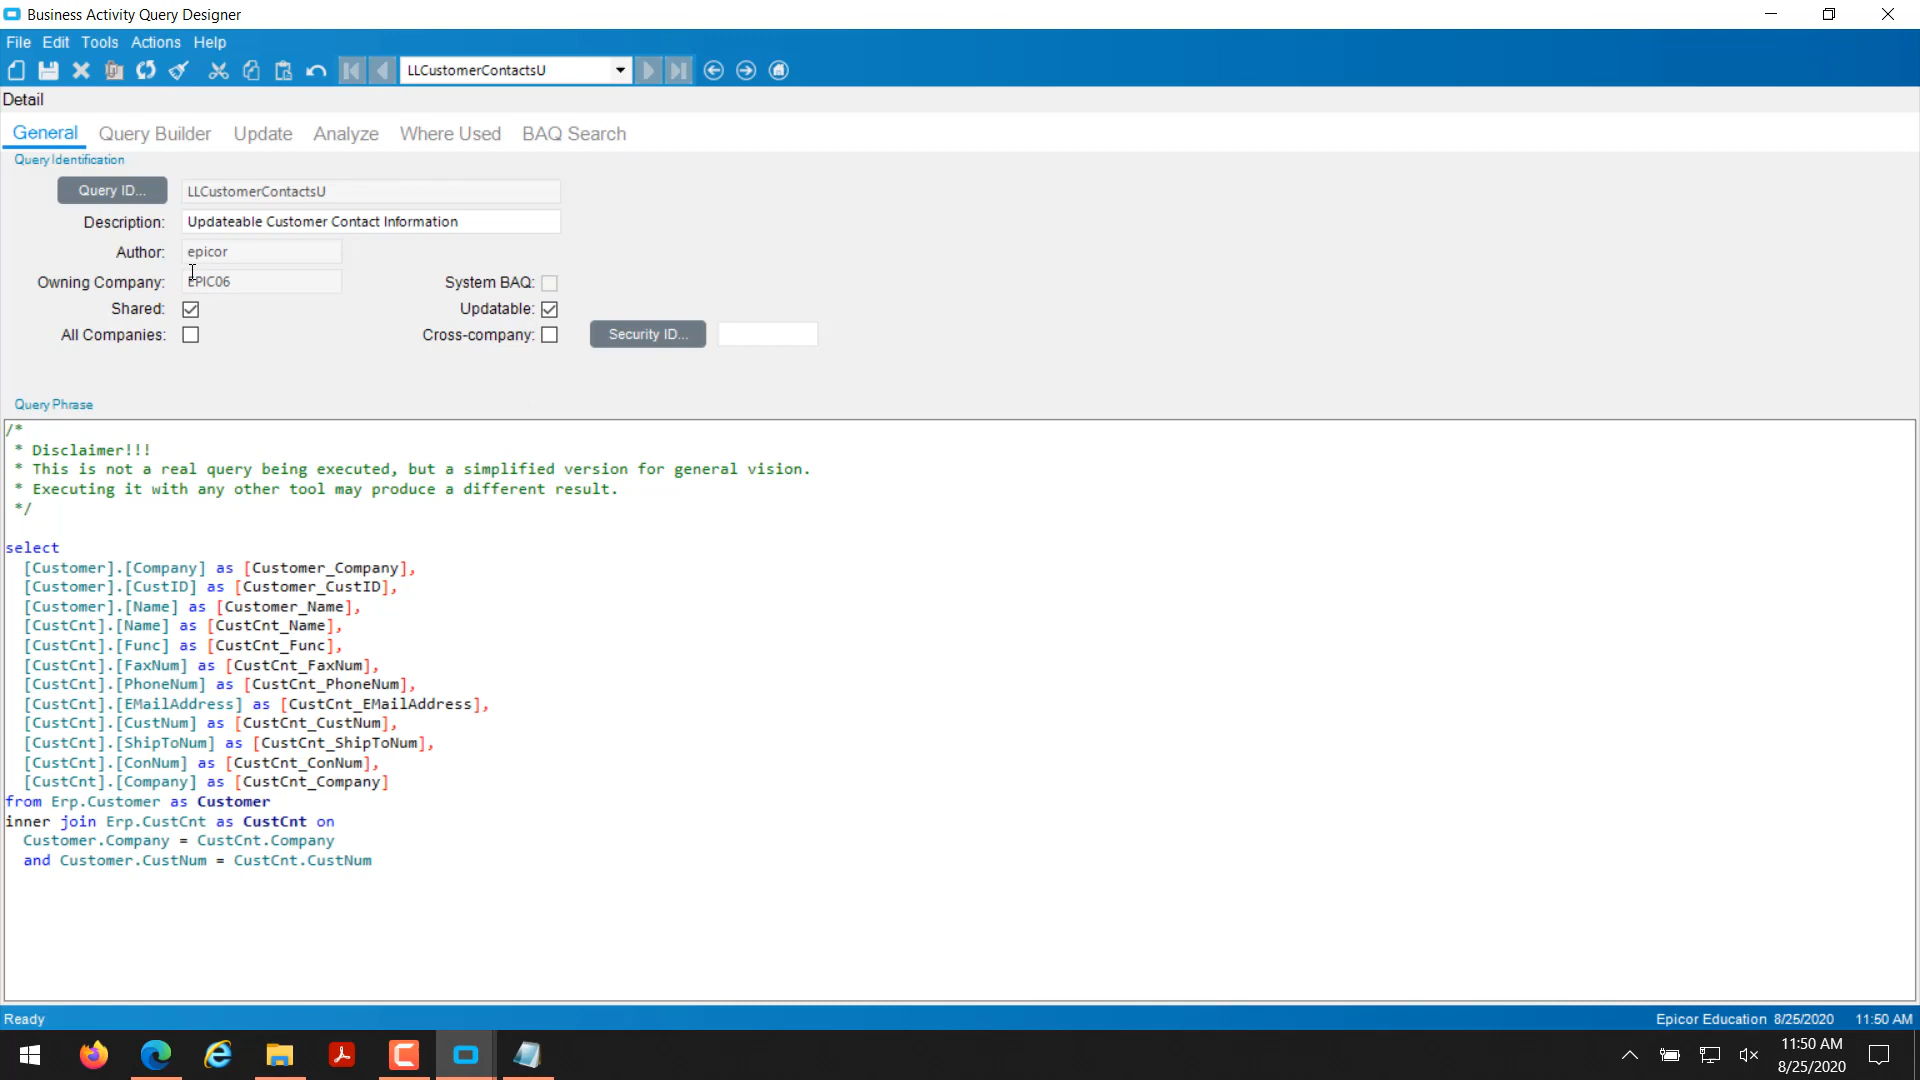 Business Activity Query Designer
File Edit Tools Actions Help
LLCustomerContactsU
Detail
General Query Builder Update Analyze Where Used BAQ Search
Query Identification
Query ID... LLCustomerContactsU
Description: Updateable Customer Contact Information
Author: epicor
Owning Company: EPIC06 System BAQ:
Shared: Updatable:
All Companies: Cross-company: Security ID...
Query Phrase
/*
* Disclaimer!!!
* This is not a real query being executed, but a simplified version for general vision.
* Executing it with any other tool may produce a different result.
*/
select
[Customer].[Company] as [Customer_Company],
[Customer].[CustID] as [Customer_CustID],
[Customer].[Name] as [Customer_Name],
[CustCnt].[Name] as [CustCnt_Name],
[CustCnt].[Func] as [CustCnt_Func],
[CustCnt].[FaxNum] as [CustCnt_FaxNum],
[CustCnt].[PhoneNum] as [CustCnt_PhoneNum],
[CustCnt].[EMailAddress] as [CustCnt_EMailAddress],
[CustCnt].[CustNum] as [CustCnt_CustNum],
[CustCnt].[ShipToNum] as [CustCnt_ShipToNum],
[CustCnt].[ConNum] as [CustCnt_ConNum],
[CustCnt].[Company] as [CustCnt_Company]
from Erp.Customer as Customer
inner join Erp.CustCnt as CustCnt on
Customer.Company = CustCnt.Company
and Customer.CustNum = CustCnt.CustNum
Ready Epicor Education 8/25/2020 11:50 AM
11:50 AM
8/25/2020